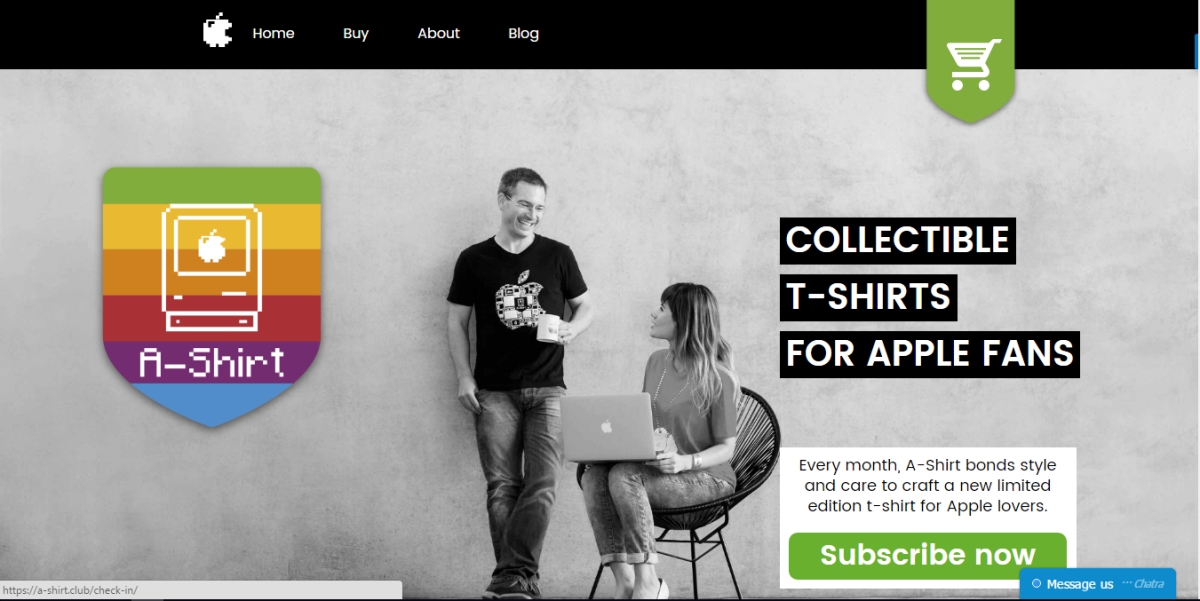 Home Buy About Blog
A-Shirt
COLLECTIBLE
T-SHIRTS
FOR APPLE FANS
Every month, A-Shirt bonds style
and care to craft a new limited
edition t-shirt for Apple lovers.
Subscribe now
Message us ··· Chatra
https://a-shirt.club/check-in/